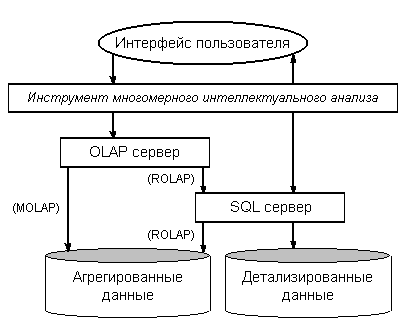 Интерфейс пользователя
Инструмент многомерного интеллектуального анализа
OLAP сервер
(ROLAP)
(MOLAP)
SQL сервер
(ROLAP)
Агрегированные
данные
Детализированные
данные